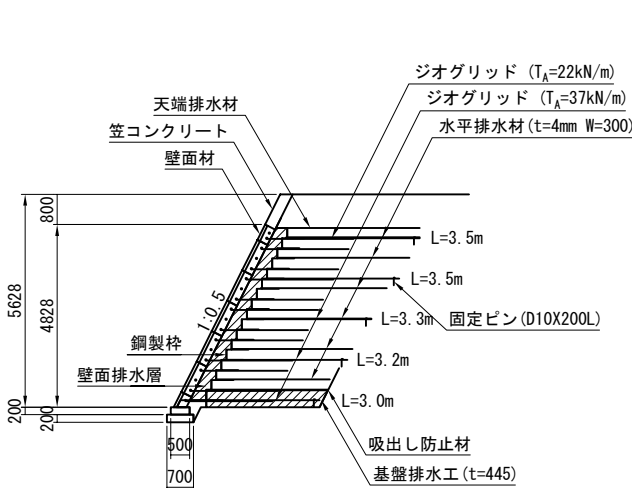 ジオグリッド (TA=22kN/m)
天端排水材
ジオグリッド (TA=37kN/m)
笠コンクリート
水平排水材(t=4mm W=300)
壁面材
800
L=3.5m
5628
4828
1:0.5
L=3.5m
L=3.3m
固定ピン(D10X200L)
鋼製枠
L=3.2m
壁面排水層
200
200
L=3.0m
500
吸出し防止材
700
基盤排水工(t=445)